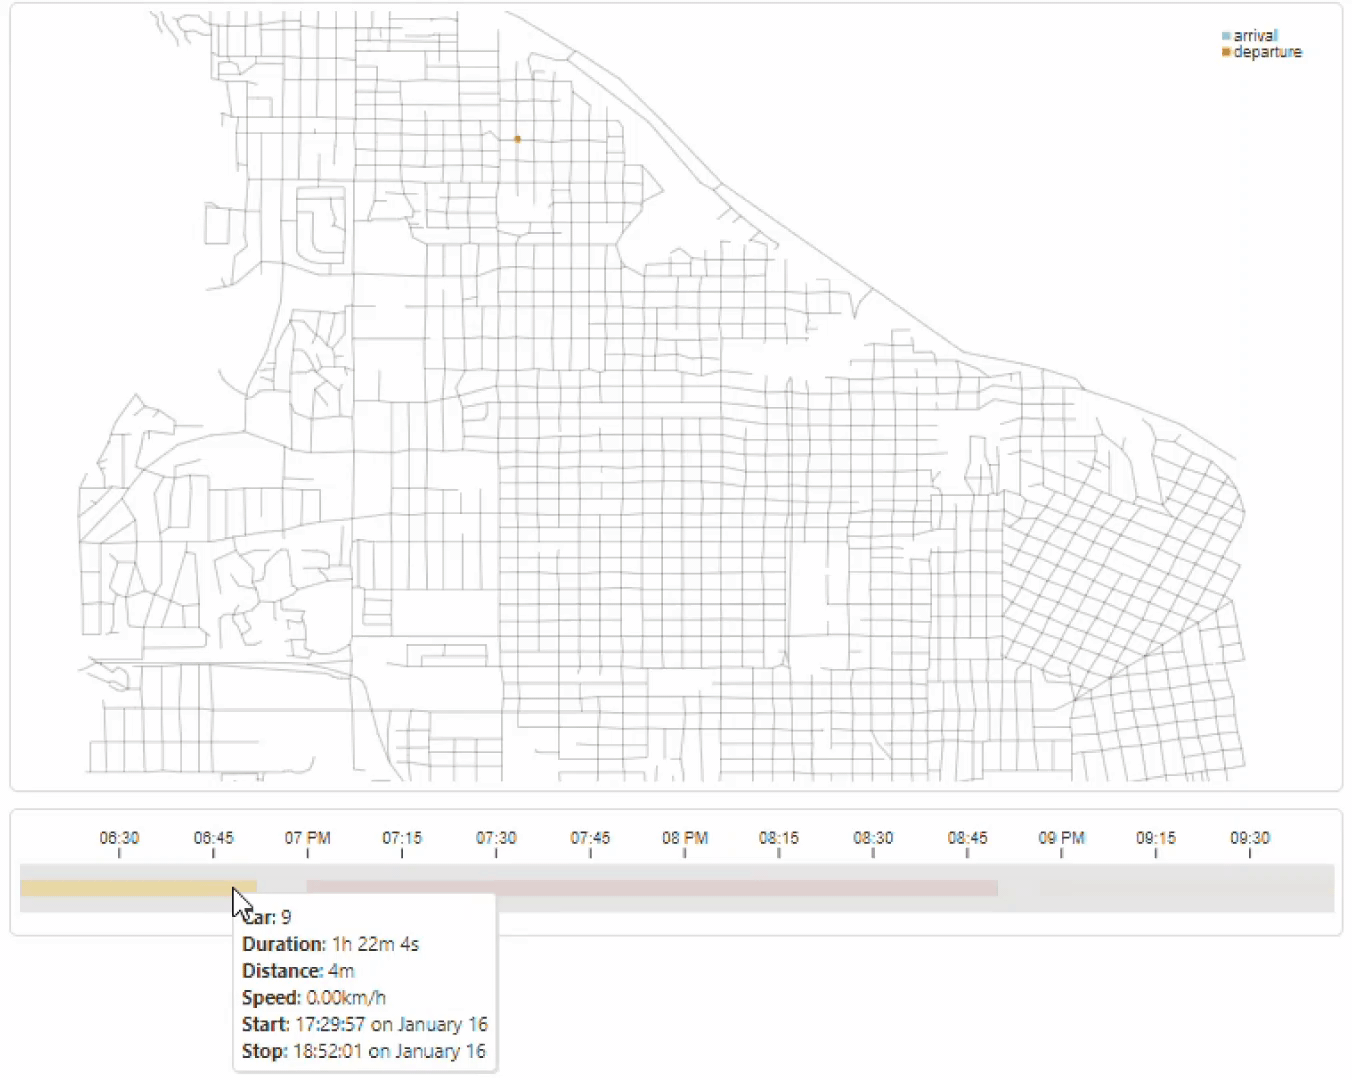 arrival
departure
06:30 06:45 07 PM 07:15 07:30 07:45 08 PM 08:15 08:30 08:45 09 PM 09:15 09:30
Car: 9
Duration: 1h 22m 4s
Distance: 4m
Speed: 0.00km/h
Start: 17:29:57 on January 16
Stop: 18:52:01 on January 16